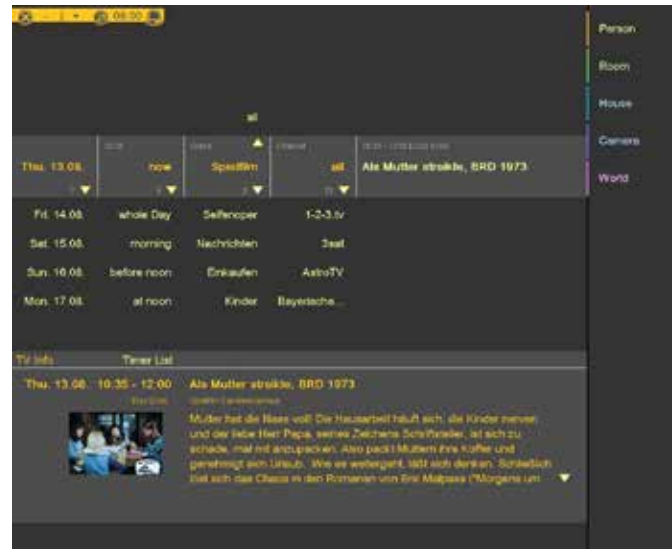 - + 06:00
Person
Room
House
Camera
World
all
Thu. 13.08. now Spielfilm all Als Mutter streikte, BRD 1973
Fri. 14.08. whole Day Seifenoper 1-2-3.tv
Sat. 15.08. morning Nachrichten 3sat
Sun. 16.08. before noon Einkaufen AstroTV
Mon. 17.08. at noon Kinder Bayerische...
TV Info Timer List
Thu. 13.08. 10:35 - 12:00 Als Mutter streikte, BRD 1973
Das Erste
Mutter hat die Nase voll! Die Hausarbeit häuft sich, die Kinder nerven
und der liebe Herr Papa, seines Zeichens Schriftsteller, ist sich zu
schade, mal mit anzupacken. Also packt Muttern ihre Koffer und
genehmigt sich Urlaub. Wie es weitergeht, läßt sich denken. Schließlich
löst sich das Chaos in den Romanen von Eric Malpass ("Morgens um